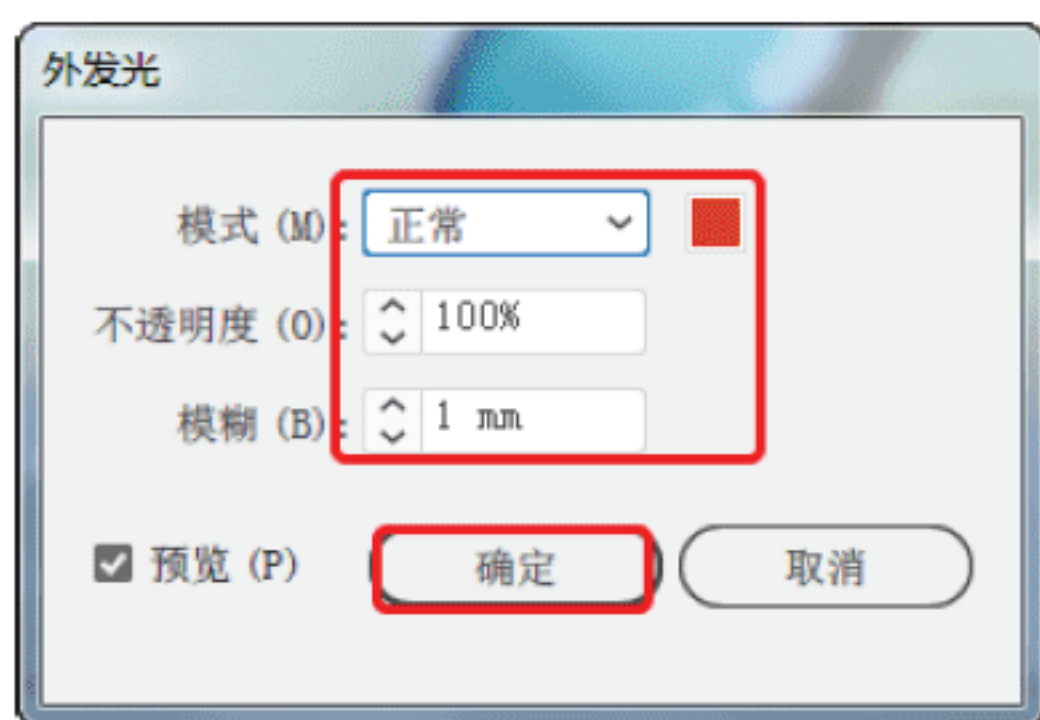 外发光
模式 (M): 正常
不透明度 (O): 100%
模糊 (B): 1 mm
预览 (P) 确定 取消